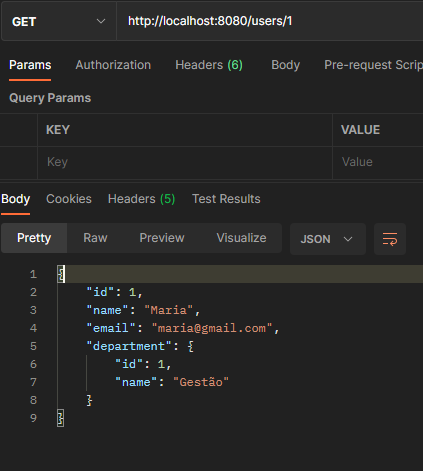 GET http://localhost:8080/users/1
Params Authorization Headers (6) Body Pre-request Scrip
Query Params
KEY VALUE
Key Value
Body Cookies Headers (5) Test Results
Pretty Raw Preview Visualize JSON
1 {
2 "id": 1,
3 "name": "Maria",
4 "email": "maria@gmail.com",
5 "department": {
6 "id": 1,
7 "name": "Gestão"
8 }
9 }